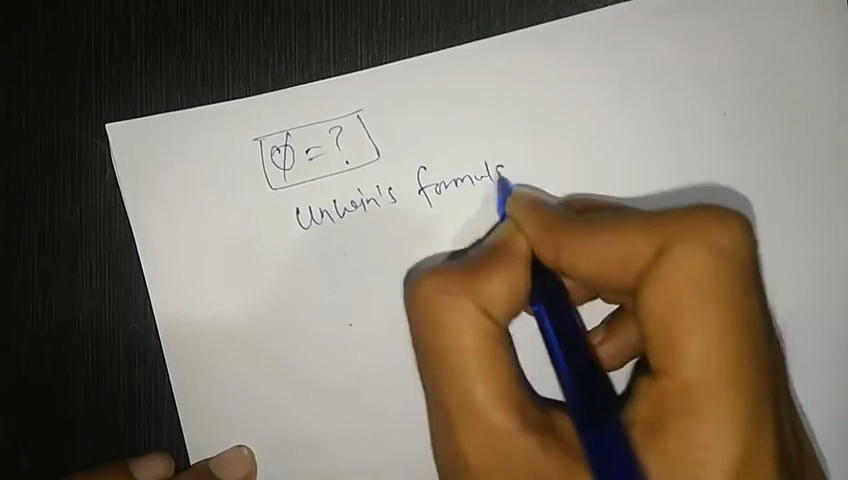 φ = ?
Unwin's formula